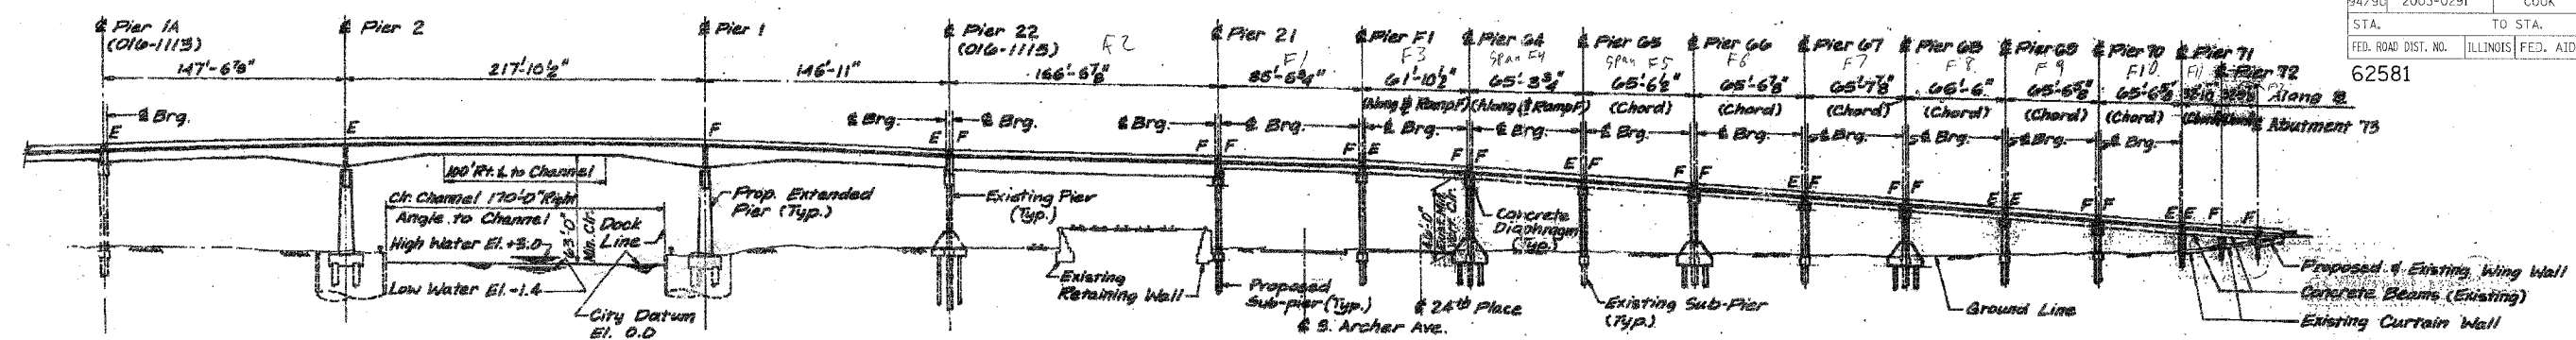 94/90 2003-029I COOK
STA. TO STA.
FED. ROAD DIST. NO. ILLINOIS FED. AID
62581
℄ Pier 1A
(016-1113)
℄ Pier 2
℄ Pier 1
℄ Pier 22
(016-1115)
F2
℄ Pier 21
F1
℄ Pier F1
F3
℄ Pier 64
Span F4
℄ Pier 65
Span F5
℄ Pier 66
F6
℄ Pier 67
F7
℄ Pier 68
F8
℄ Pier 69
F9
℄ Pier 70
F10
℄ Pier 71
F11
℄ Pier 72
147'-6⅞"
217'-10½"
146'-11"
166'-6⅞"
85'-6¾"
61'-10½"
65'-3¾"
65'-6½"
65'-6⅞"
65'-7⅞"
66'-6"
65'-6⅝"
65'-6⅝"
Along ℄
(Along ℄ Ramp F) (Along ℄ Ramp F) (Chord) (Chord) (Chord) (Chord) (Chord) (Chord)
Abutment 73
℄ Brg. ℄ Brg. ℄ Brg. ℄ Brg. ℄ Brg. ℄ Brg. ℄ Brg. ℄ Brg. ℄ Brg. ℄ Brg. ℄ Brg. ℄ Brg. ℄ Brg.
E E F E F F F F E F F E F F F E F F F E E F F E E F F
100' Rt. L to Channel
Clr. Channel 170'-0" Right
Angle to Channel
High Water El. +3.0
Low Water El. -1.4
63'-0"
Min. Clr.
Dock
Line
City Datum
El. 0.0
Prop. Extended
Pier (Typ.)
Existing Pier
(Typ.)
Existing
Retaining Wall
Proposed
Sub-pier (Typ.)
℄ S. Archer Ave.
℄ 24th Place
Concrete
Diaphragm
(Typ.)
Existing Sub-Pier
(Typ.)
Ground Line
Proposed & Existing Wing Wall
Concrete Beams (Existing)
Existing Curtain Wall